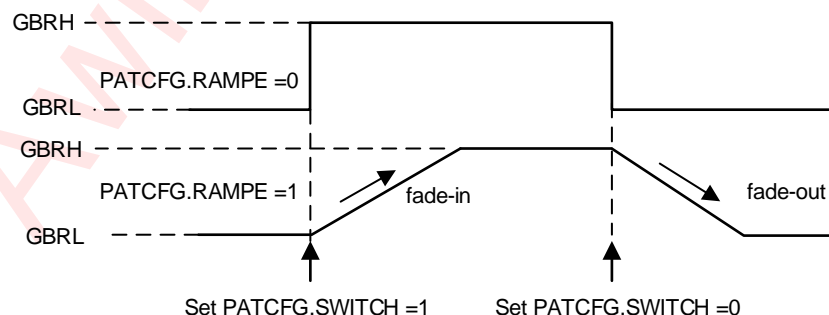 GBRH
PATCFG.RAMPE =0
GBRL
GBRH
PATCFG.RAMPE =1
fade-in
fade-out
GBRL
Set PATCFG.SWITCH =1
Set PATCFG.SWITCH =0